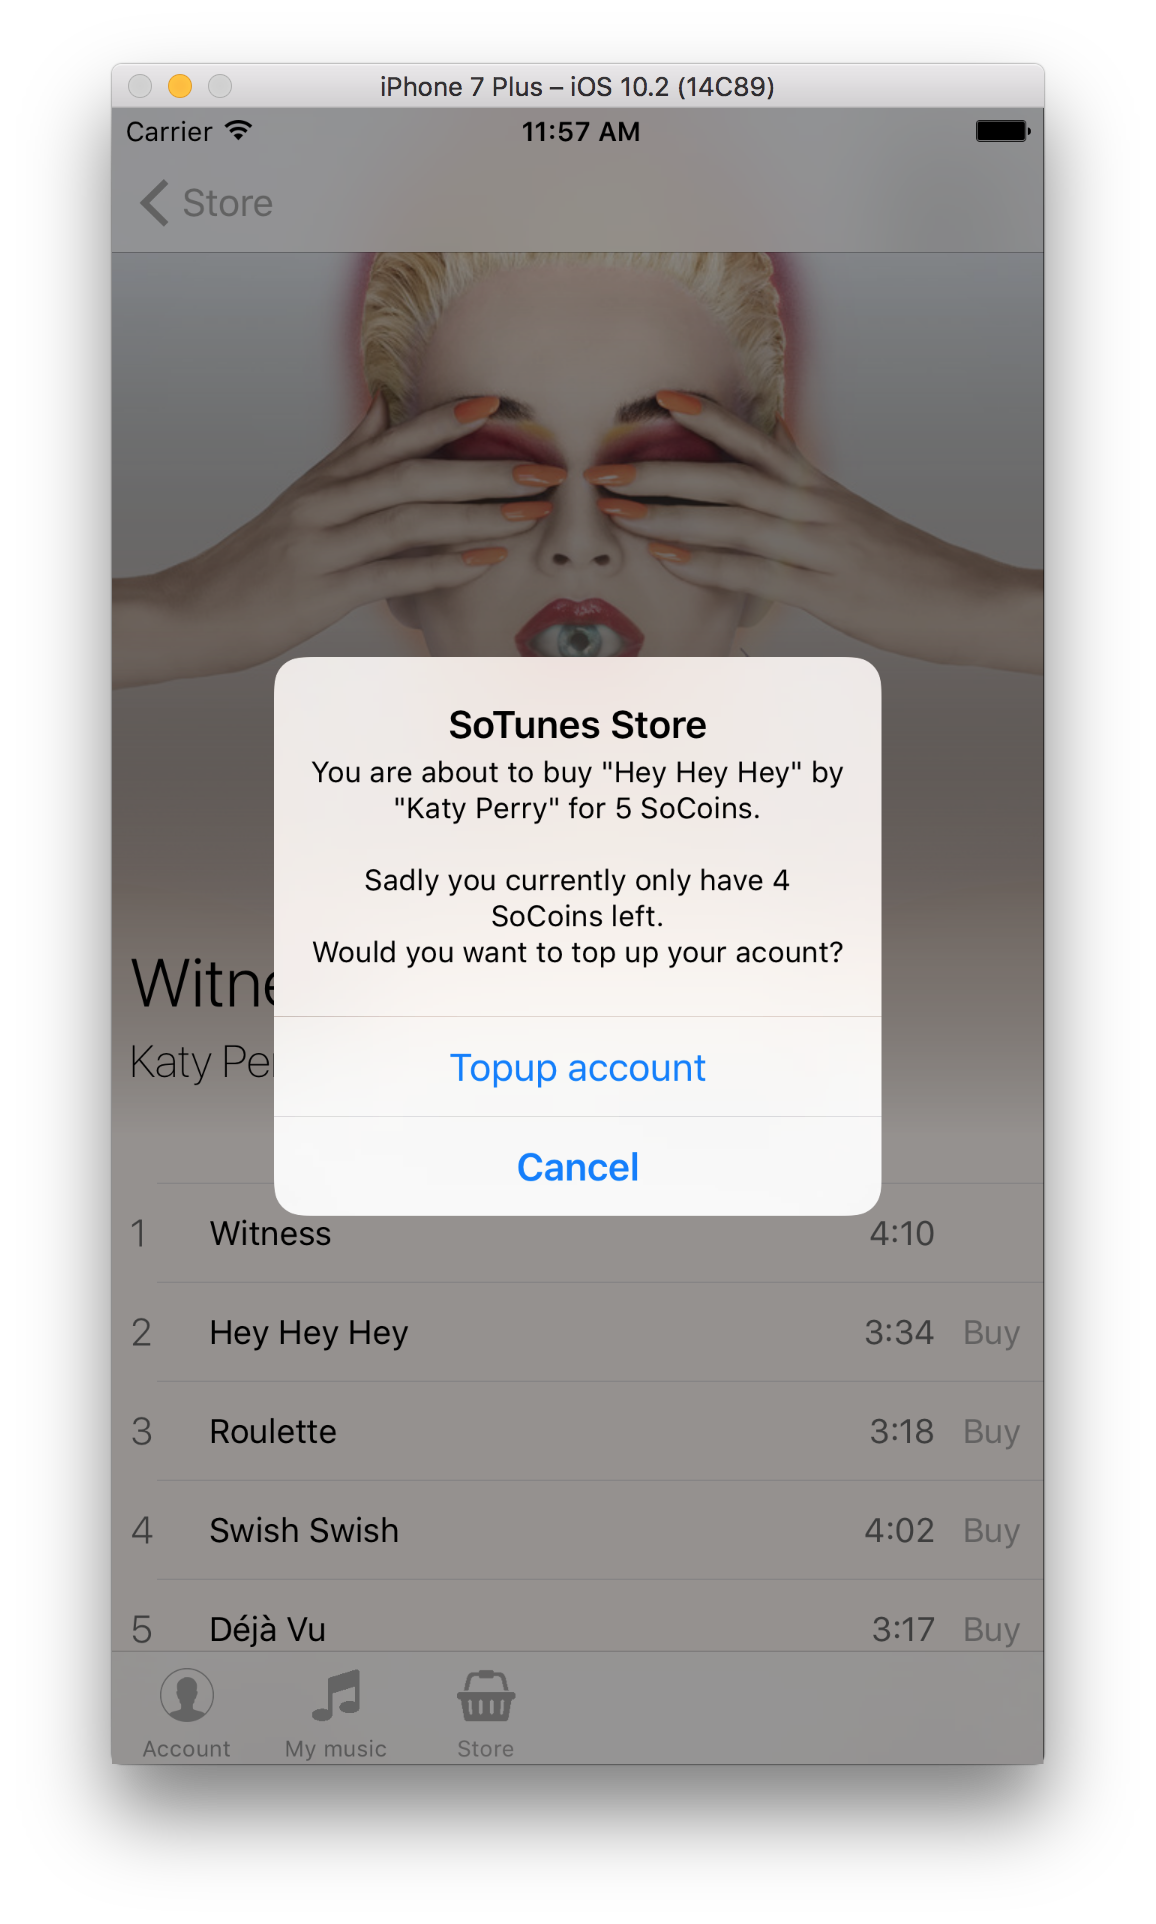 iPhone 7 Plus – iOS 10.2 (14C89)
Carrier 11:57 AM
Store
SoTunes Store
You are about to buy "Hey Hey Hey" by
"Katy Perry" for 5 SoCoins.
Sadly you currently only have 4
SoCoins left.
Would you want to top up your acount?
Topup account
Cancel
1 Witness 4:10
2 Hey Hey Hey 3:34 Buy
3 Roulette 3:18 Buy
4 Swish Swish 4:02 Buy
5 Déjà Vu 3:17 Buy
Account My music Store